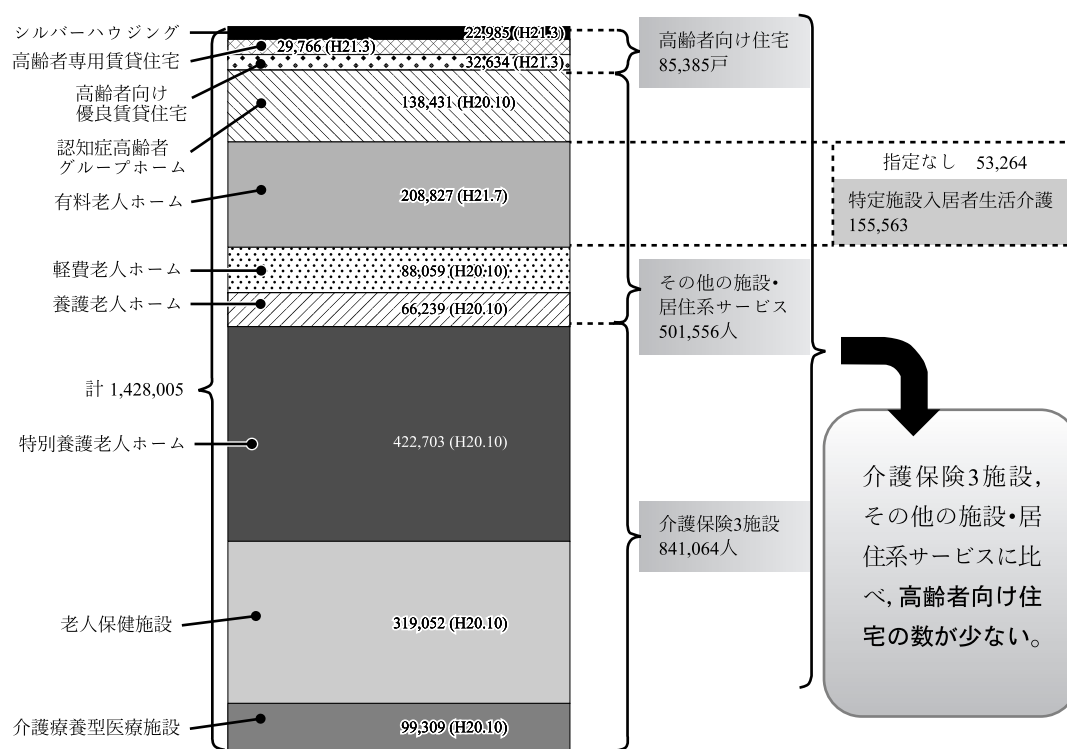 シルバーハウジング
22,985 (H21.3)
高齢者専用賃貸住宅
29,766 (H21.3)
高齢者向け
優良賃貸住宅
32,634 (H21.3)
認知症高齢者
グループホーム
138,431 (H20.10)
有料老人ホーム
208,827 (H21.7)
軽費老人ホーム
88,059 (H20.10)
養護老人ホーム
66,239 (H20.10)
計 1,428,005
特別養護老人ホーム
422,703 (H20.10)
老人保健施設
319,052 (H20.10)
介護療養型医療施設
99,309 (H20.10)
高齢者向け住宅
85,385戸
指定なし 53,264
特定施設入居者生活介護
155,563
その他の施設・
居住系サービス
501,556人
介護保険3施設
841,064人
介護保険3施設,
その他の施設・居
住系サービスに比
べ, 高齢者向け住
宅の数が少ない。